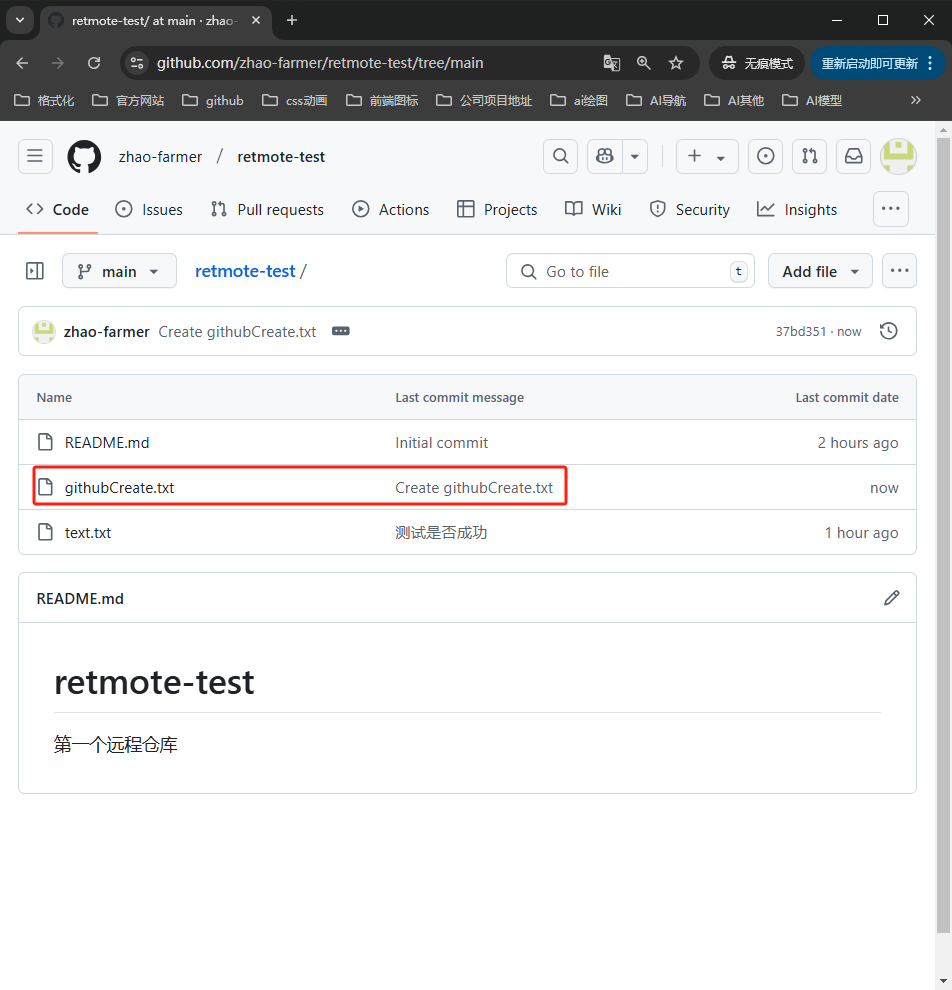 retmote-test/ at main · zhao-
github.com/zhao-farmer/retmote-test/tree/main
无痕模式
重新启动即可更新
格式化 官方网站 github css动画 前端图标 公司项目地址 ai绘图 AI导航 AI其他 AI模型
zhao-farmer / retmote-test
Code Issues Pull requests Actions Projects Wiki Security Insights
main retmote-test / Go to file t Add file
zhao-farmer Create githubCreate.txt 37bd351 · now
Name Last commit message Last commit date
README.md Initial commit 2 hours ago
githubCreate.txt Create githubCreate.txt now
text.txt 测试是否成功 1 hour ago
README.md
retmote-test
第一个远程仓库